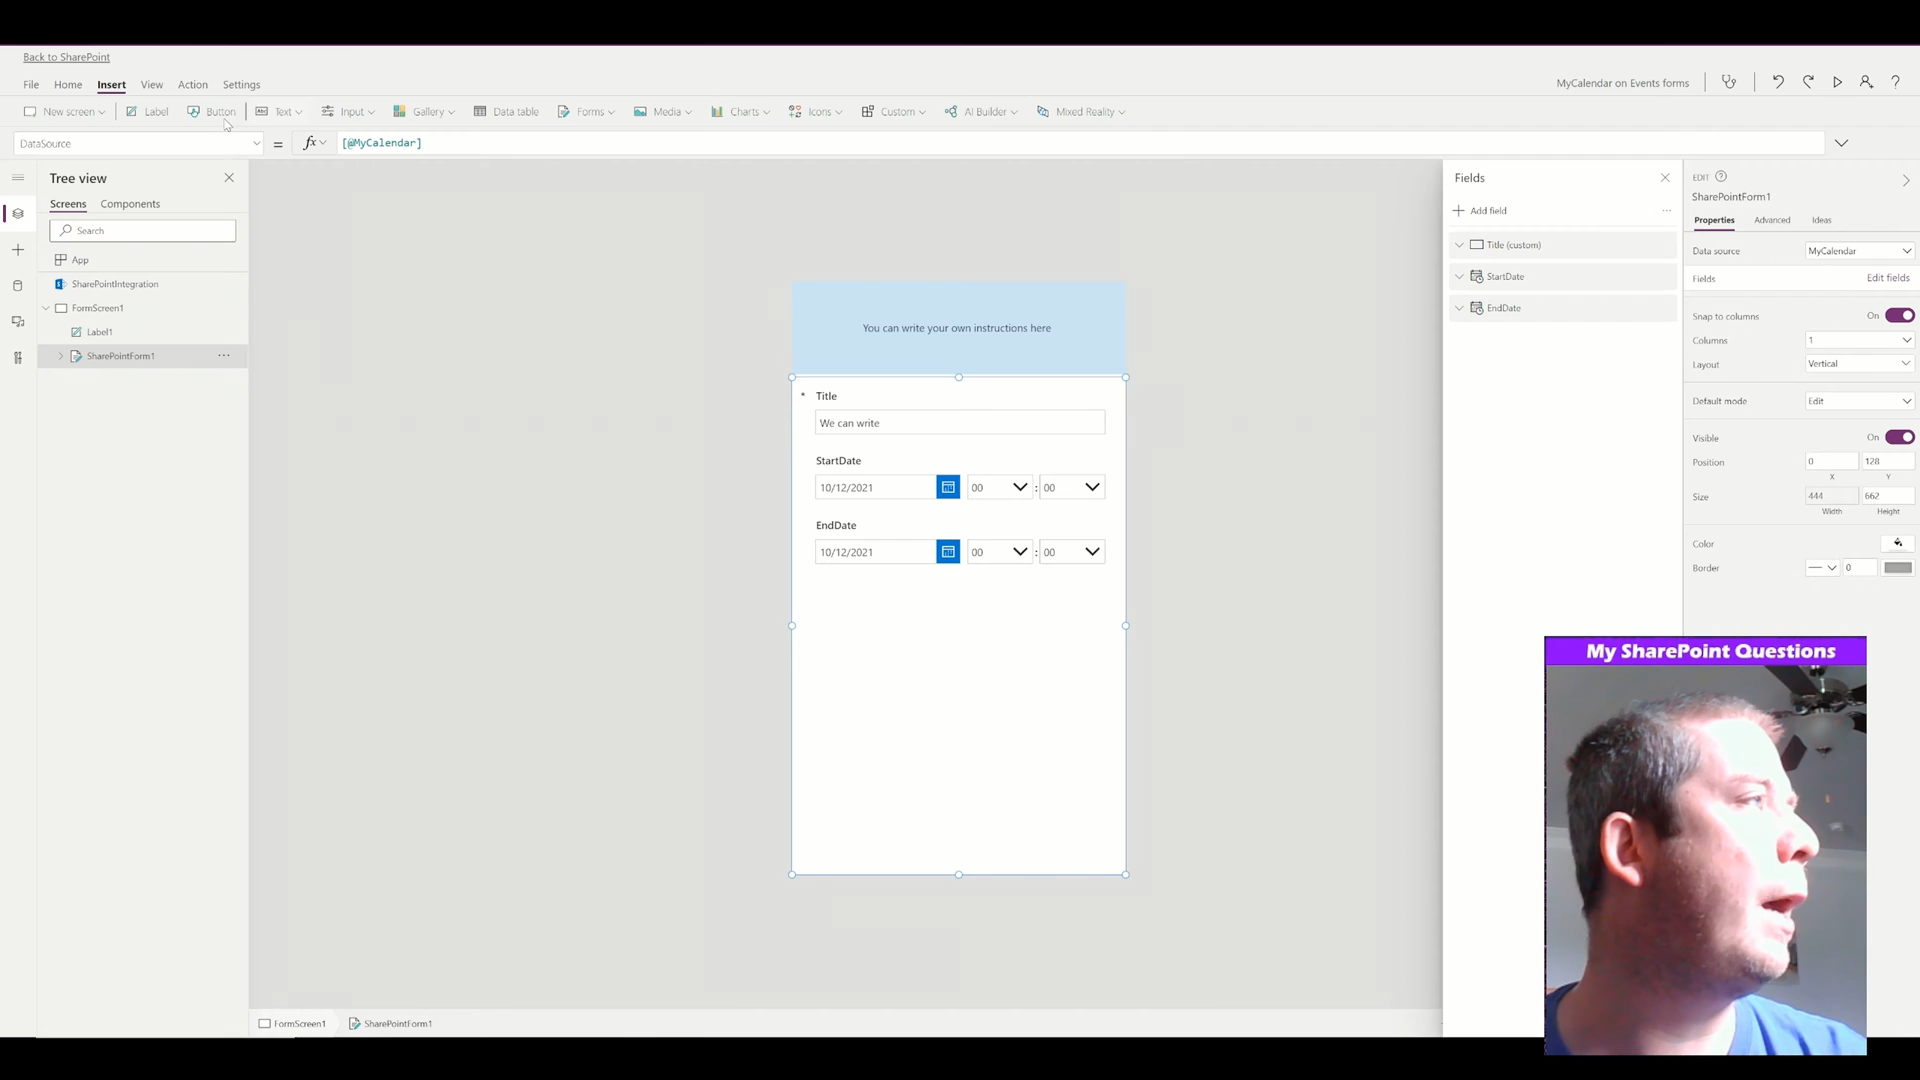 Back to SharePoint
File Home Insert View Action Settings
MyCalendar on Events forms
New screen Label Button Text Input Gallery Data table Forms Media Charts Icons Custom AI Builder Mixed Reality
DataSource = fx [@MyCalendar]
Tree view
Screens Components
Search
App
SharePointIntegration
FormScreen1
Label1
SharePointForm1 ...
You can write your own instructions here
* Title
We can write
StartDate
10/12/2021 00 : 00
EndDate
10/12/2021 00 : 00
FormScreen1 SharePointForm1
Fields
Add field ...
Title (custom)
StartDate
EndDate
EDIT ?
SharePointForm1
Properties Advanced Ideas
Data source MyCalendar
Fields Edit fields
Snap to columns On
Columns 1
Layout Vertical
Default mode Edit
Visible On
Position 0 128
X Y
Size 444 662
Width Height
Color
Border 0
My SharePoint Questions